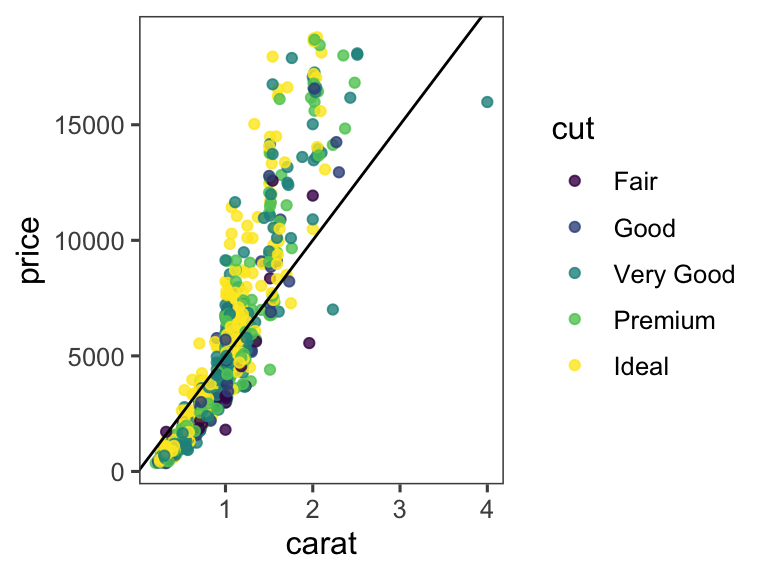 15000
10000
5000
0
price
1 2 3 4
carat
cut
Fair
Good
Very Good
Premium
Ideal